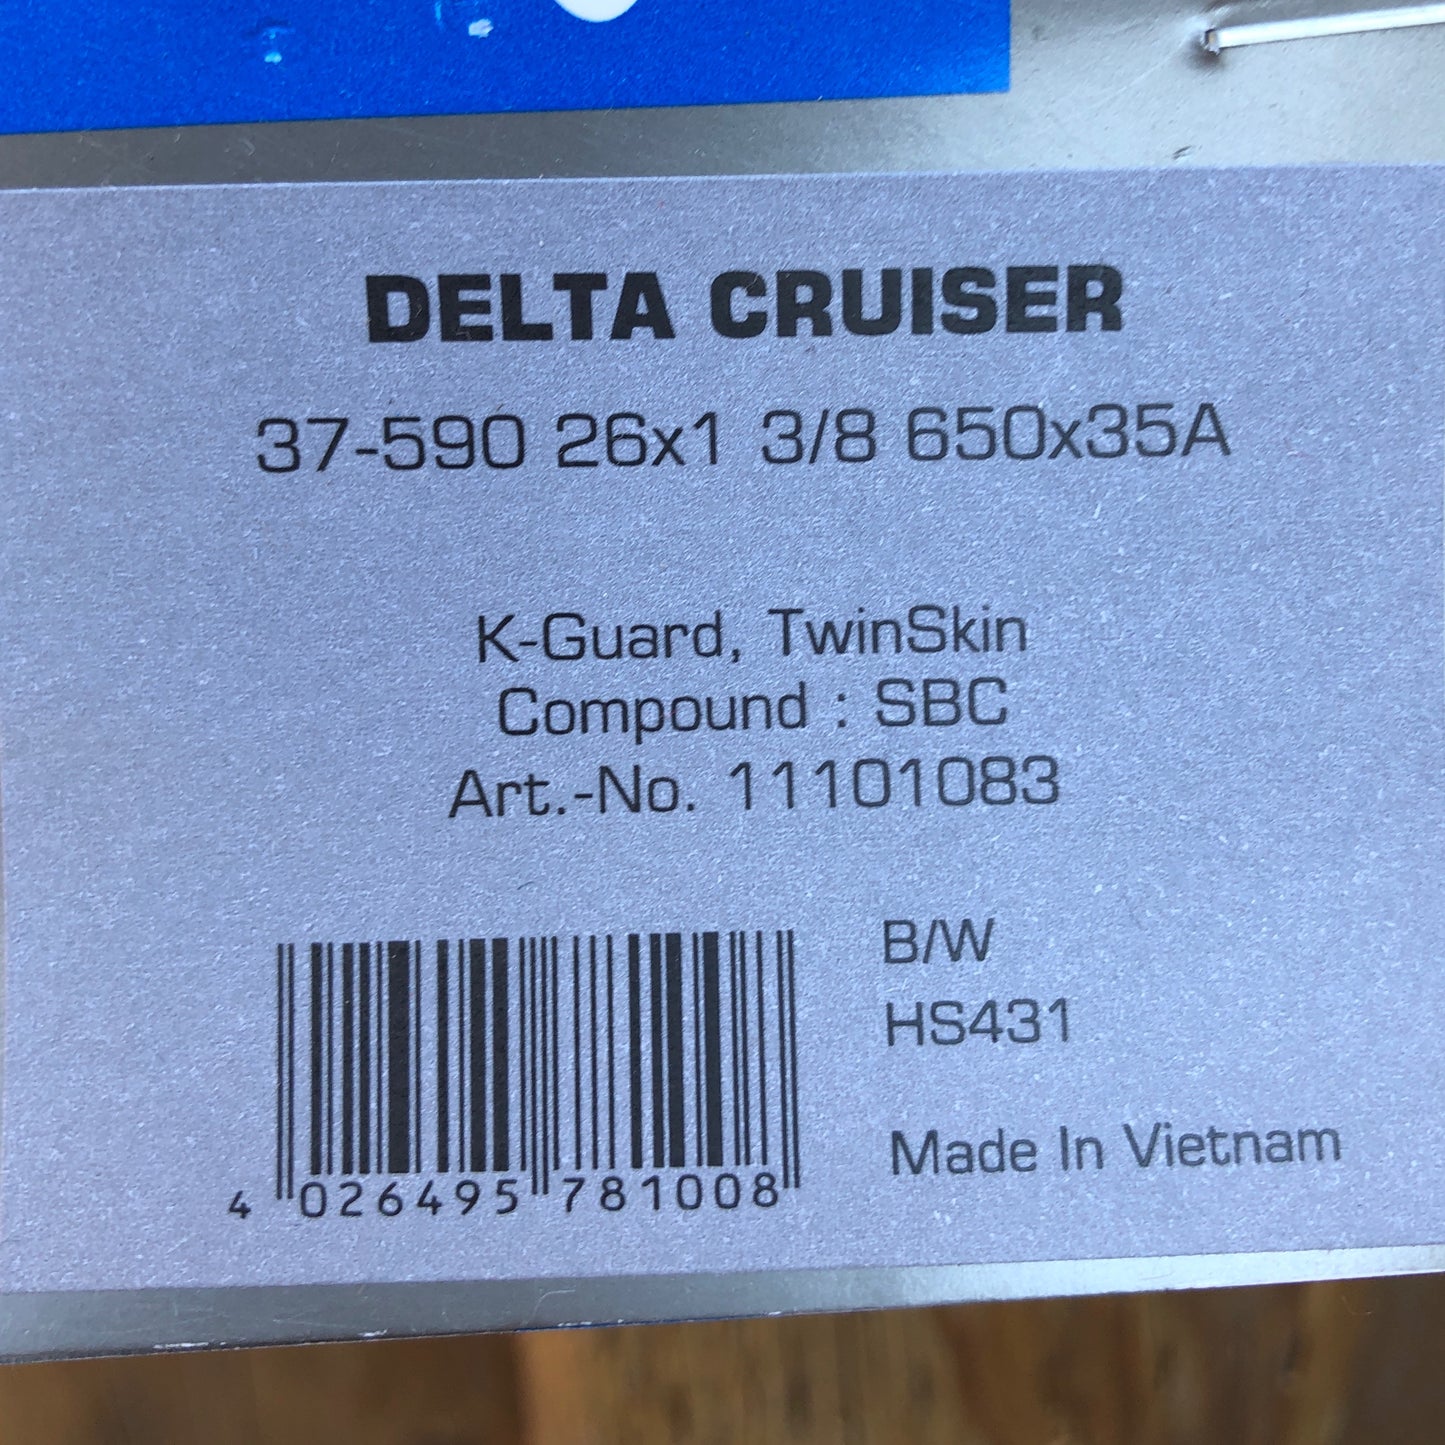 DELTA CRUISER
37-590 26x1 3/8 650x35A
K-Guard, TwinSkin
Compound : SBC
Art.-No. 11101083
B/W
HS431
Made In Vietnam
4 026495 781008